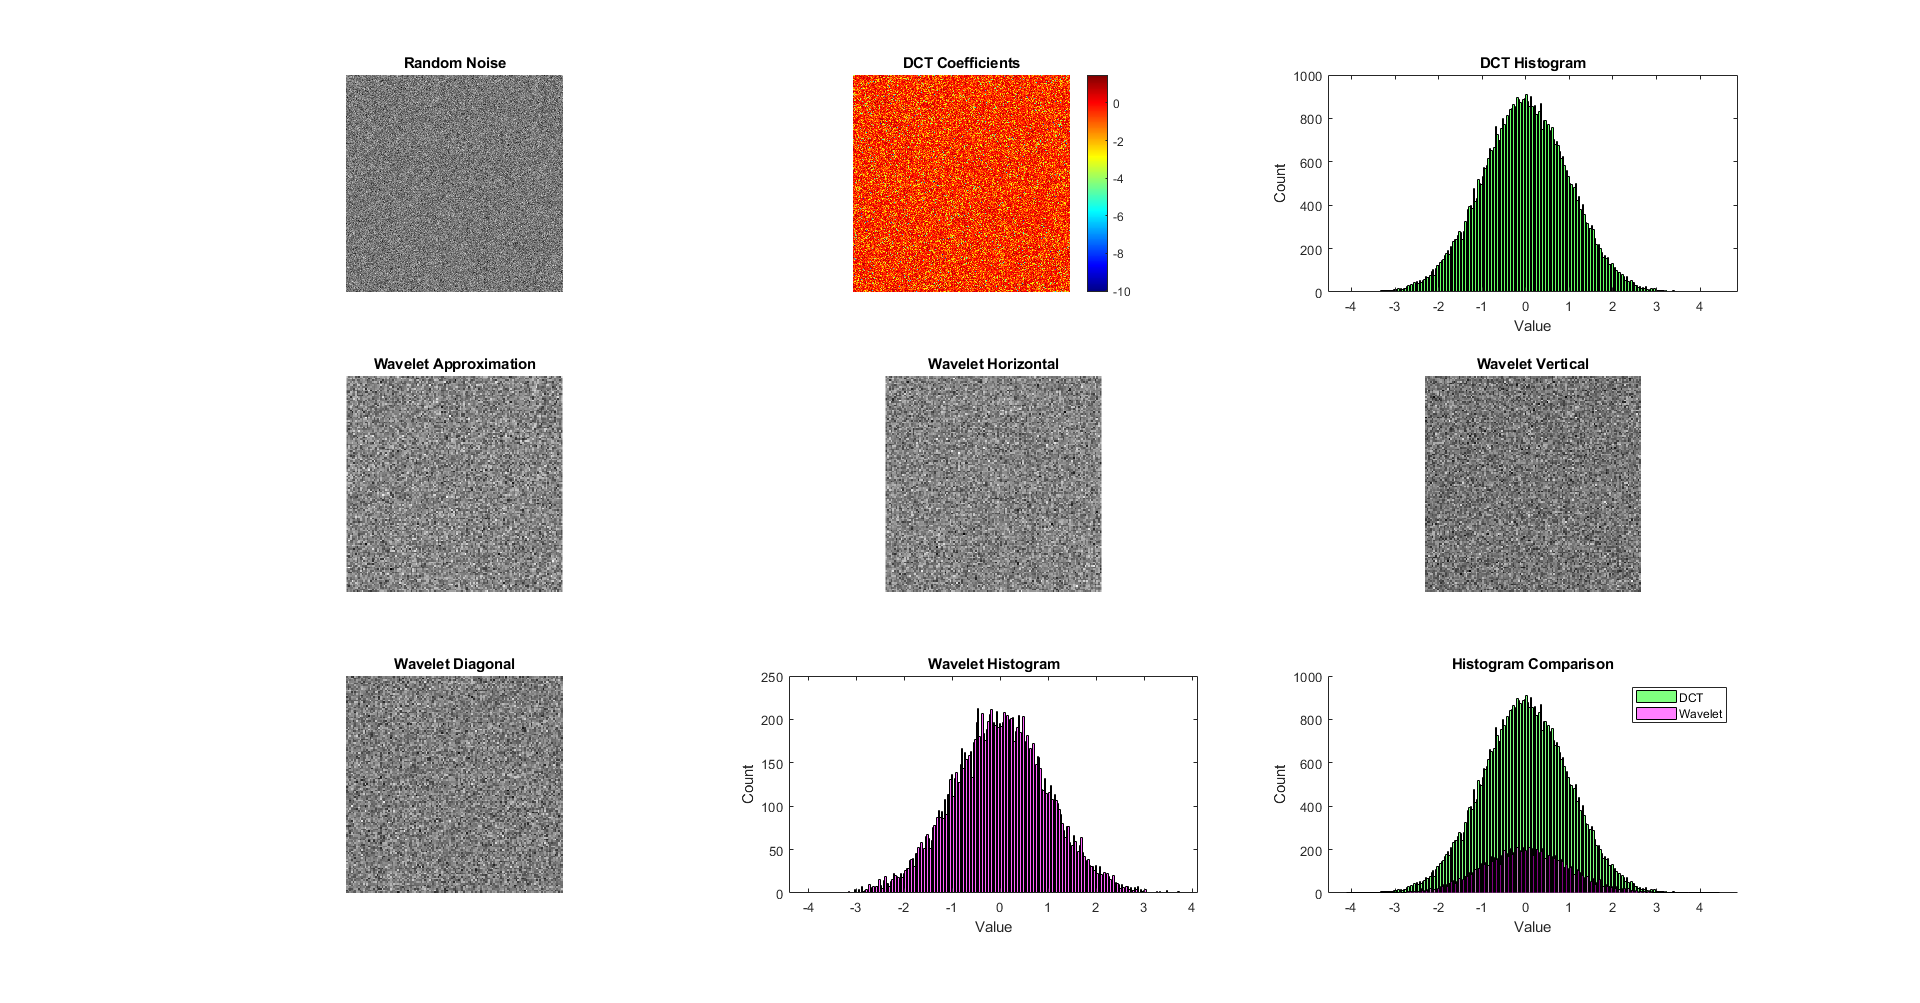 Random Noise
DCT Coefficients
0
-2
-4
-6
-8
-10
DCT Histogram
1000
800
600
400
200
0
Count
-4 -3 -2 -1 0 1 2 3 4
Value
Wavelet Approximation
Wavelet Horizontal
Wavelet Vertical
Wavelet Diagonal
Wavelet Histogram
250
200
150
100
50
0
Count
-4 -3 -2 -1 0 1 2 3 4
Value
Histogram Comparison
1000
800
600
400
200
0
Count
DCT
Wavelet
-4 -3 -2 -1 0 1 2 3 4
Value